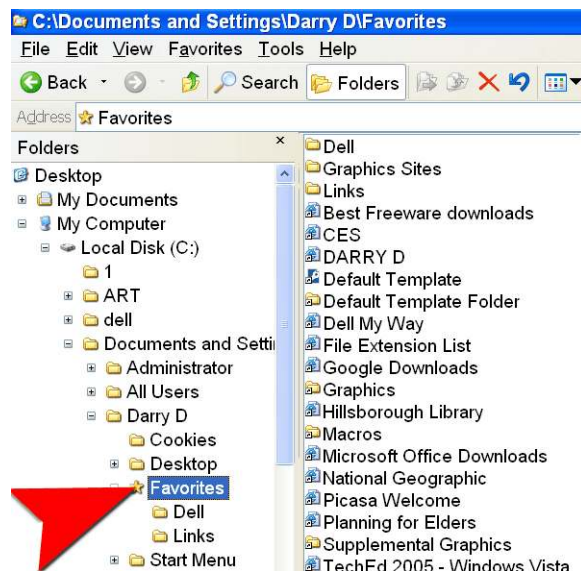 C:\Documents and Settings\Darry D\Favorites
File Edit View Favorites Tools Help
Back Search Folders
Address Favorites
Folders ×
Desktop
My Documents
My Computer
Local Disk (C:)
1
ART
dell
Documents and Setti
Administrator
All Users
Darry D
Cookies
Desktop
Favorites
Dell
Links
Start Menu
Dell
Graphics Sites
Links
Best Freeware downloads
CES
DARRY D
Default Template
Default Template Folder
Dell My Way
File Extension List
Google Downloads
Graphics
Hillsborough Library
Macros
Microsoft Office Downloads
National Geographic
Picasa Welcome
Planning for Elders
Supplemental Graphics
TechEd 2005 - Windows Vista